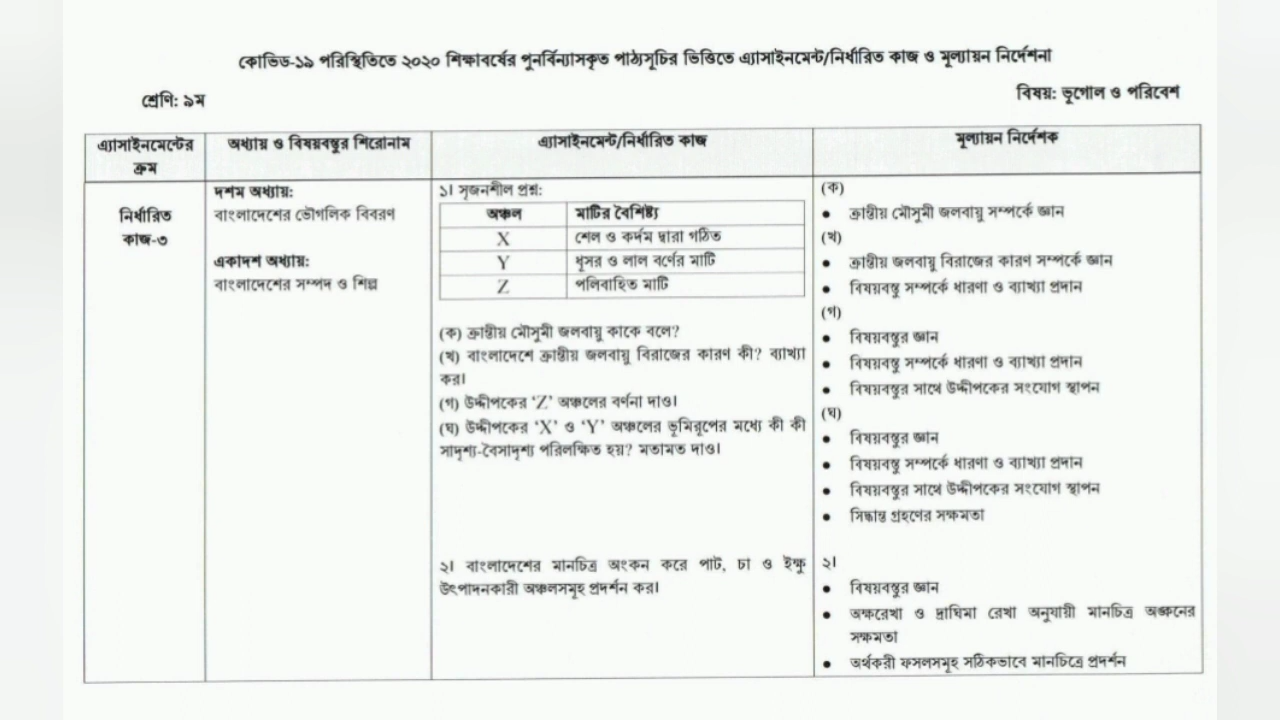 কোভিড-১৯ পরিস্থিতিতে ২০২০ শিক্ষাবর্ষের পুনর্বিন্যাসকৃত পাঠ্যসূচির ভিত্তিতে এ্যাসাইনমেন্ট/নির্ধারিত কাজ ও মূল্যায়ন নির্দেশনা
শ্রেণি: ৯ম
বিষয়: ভূগোল ও পরিবেশ
এ্যাসাইনমেন্টের
ক্রম
অধ্যায় ও বিষয়বস্তুর শিরোনাম
এ্যাসাইনমেন্ট/নির্ধারিত কাজ
মূল্যায়ন নির্দেশক
নির্ধারিত
কাজ-৩
দশম অধ্যায়:
বাংলাদেশের ভৌগলিক বিবরণ
একাদশ অধ্যায়:
বাংলাদেশের সম্পদ ও শিল্প
১। সৃজনশীল প্রশ্ন:
অঞ্চল মাটির বৈশিষ্ট্য
X শেল ও কর্দম দ্বারা গঠিত
Y ধূসর ও লাল বর্ণের মাটি
Z পলিবাহিত মাটি
(ক) ক্রান্তীয় মৌসুমী জলবায়ু কাকে বলে?
(খ) বাংলাদেশে ক্রান্তীয় জলবায়ু বিরাজের কারণ কী? ব্যাখ্যা
কর।
(গ) উদ্দীপকের ‘Z’ অঞ্চলের বর্ণনা দাও।
(ঘ) উদ্দীপকের ‘X’ ও ‘Y’ অঞ্চলের ভূমিরূপের মধ্যে কী কী
সাদৃশ্য-বৈসাদৃশ্য পরিলক্ষিত হয়? মতামত দাও।
২। বাংলাদেশের মানচিত্র অংকন করে পাট, চা ও ইক্ষু
উৎপাদনকারী অঞ্চলসমূহ প্রদর্শন কর।
(ক)
• ক্রান্তীয় মৌসুমী জলবায়ু সম্পর্কে জ্ঞান
(খ)
• ক্রান্তীয় জলবায়ু বিরাজের কারণ সম্পর্কে জ্ঞান
• বিষয়বস্তু সম্পর্কে ধারণা ও ব্যাখ্যা প্রদান
(গ)
• বিষয়বস্তুর জ্ঞান
• বিষয়বস্তু সম্পর্কে ধারণা ও ব্যাখ্যা প্রদান
• বিষয়বস্তুর সাথে উদ্দীপকের সংযোগ স্থাপন
(ঘ)
• বিষয়বস্তুর জ্ঞান
• বিষয়বস্তু সম্পর্কে ধারণা ও ব্যাখ্যা প্রদান
• বিষয়বস্তুর সাথে উদ্দীপকের সংযোগ স্থাপন
• সিদ্ধান্ত গ্রহণের সক্ষমতা
২।
• বিষয়বস্তুর জ্ঞান
• অক্ষরেখা ও দ্রাঘিমা রেখা অনুযায়ী মানচিত্র অঙ্কনের
সক্ষমতা
• অর্থকরী ফসলসমূহ সঠিকভাবে মানচিত্রে প্রদর্শন